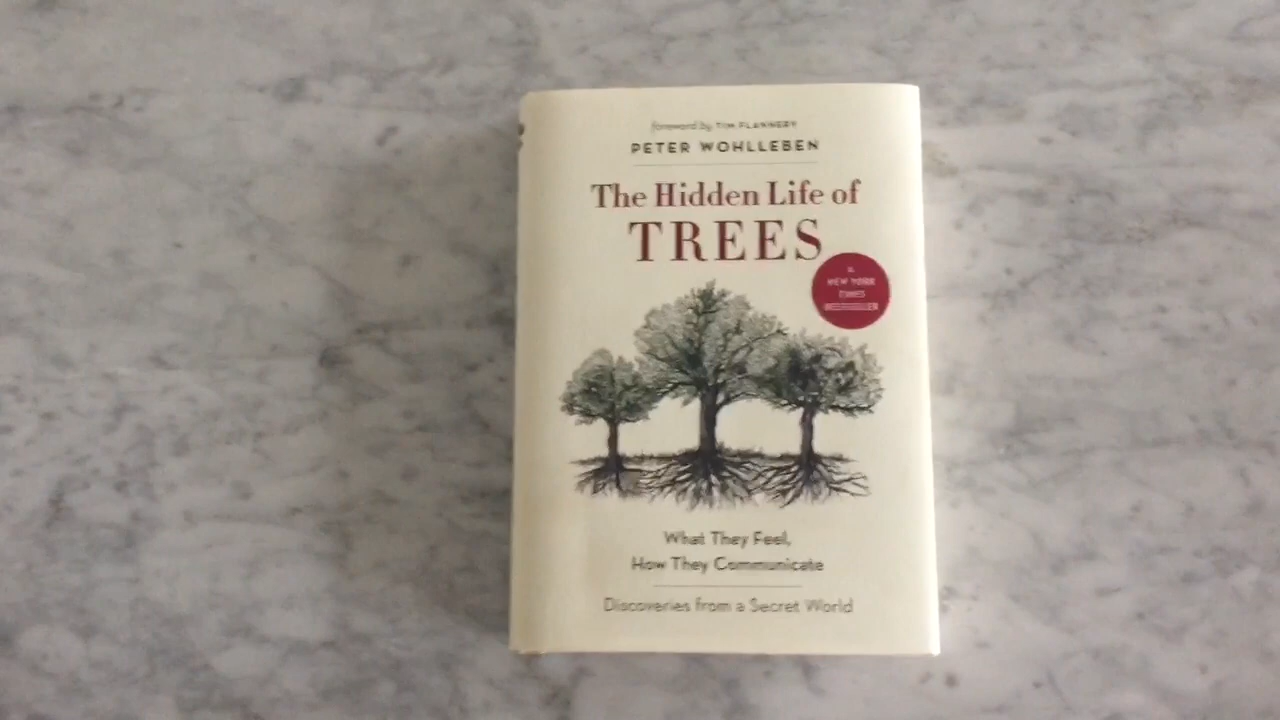 foreword by TIM FLANNERY
PETER WOHLLEBEN
The Hidden Life of
TREES
A
NEW YORK
TIMES
BESTSELLER
What They Feel,
How They Communicate
Discoveries from a Secret World